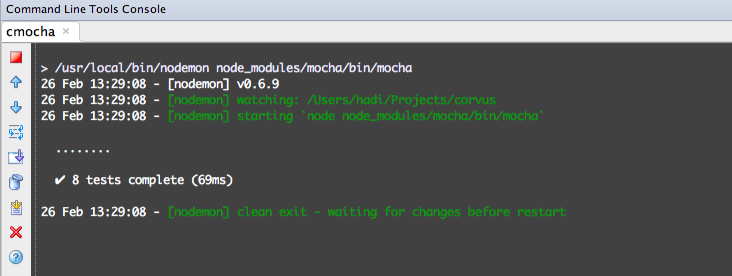 Command Line Tools Console
cmocha ×
> /usr/local/bin/nodemon node_modules/mocha/bin/mocha
26 Feb 13:29:08 - [nodemon] v0.6.9
26 Feb 13:29:08 - [nodemon] watching: /Users/hadi/Projects/corvus
26 Feb 13:29:08 - [nodemon] starting `node node_modules/mocha/bin/mocha`
........
✔ 8 tests complete (69ms)
26 Feb 13:29:08 - [nodemon] clean exit - waiting for changes before restart